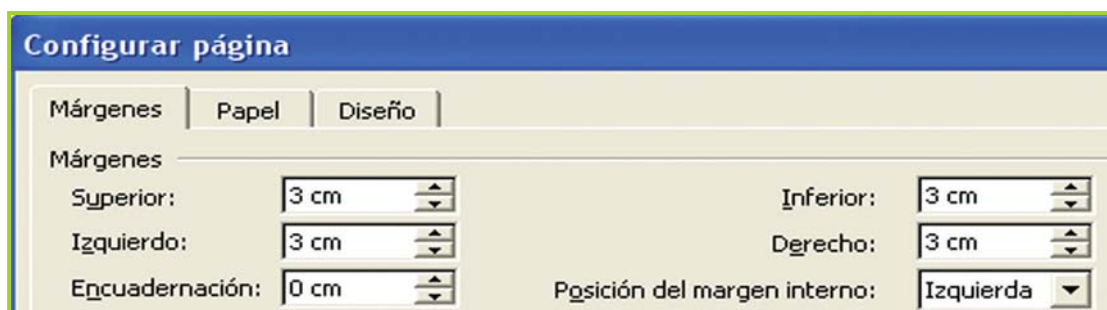 Configurar página
Márgenes Papel Diseño
Márgenes
Superior: 3 cm Inferior: 3 cm
Izquierdo: 3 cm Derecho: 3 cm
Encuadernación: 0 cm Posición del margen interno: Izquierda